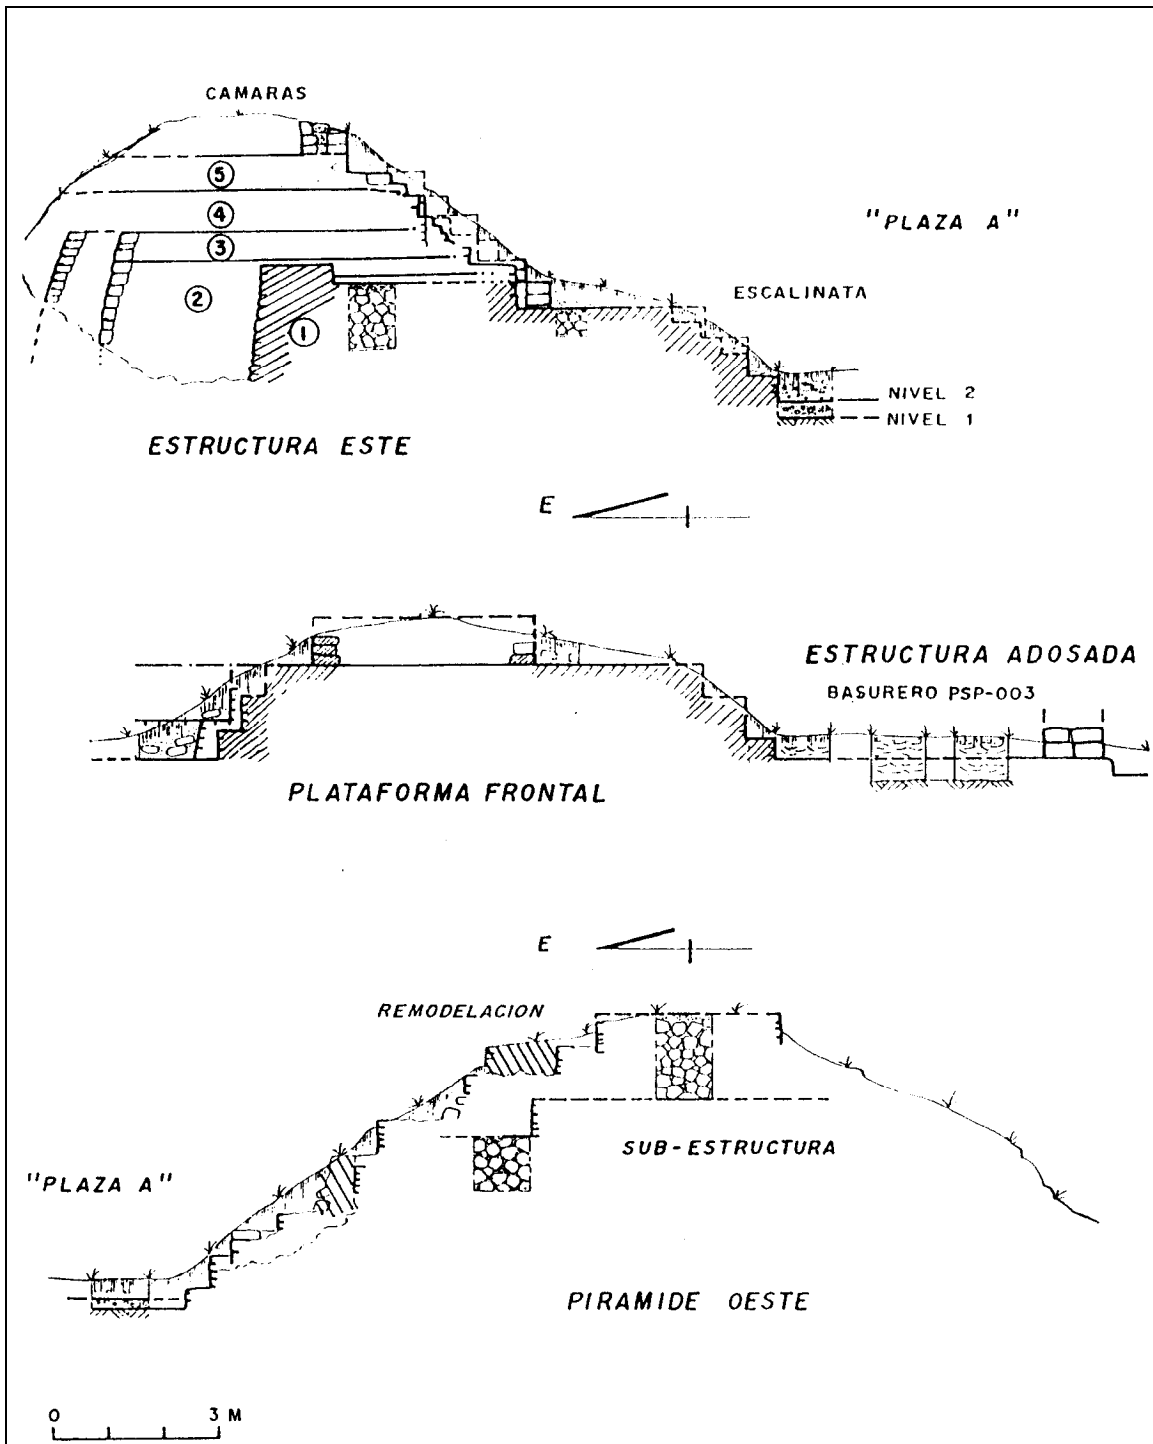 CAMARAS
5
4
"PLAZA A"
3
2
ESCALINATA
1
NIVEL 2
NIVEL 1
ESTRUCTURA ESTE
E
ESTRUCTURA ADOSADA
BASURERO PSP-003
PLATAFORMA FRONTAL
E
REMODELACION
SUB-ESTRUCTURA
"PLAZA A"
PIRAMIDE OESTE
0 3 M